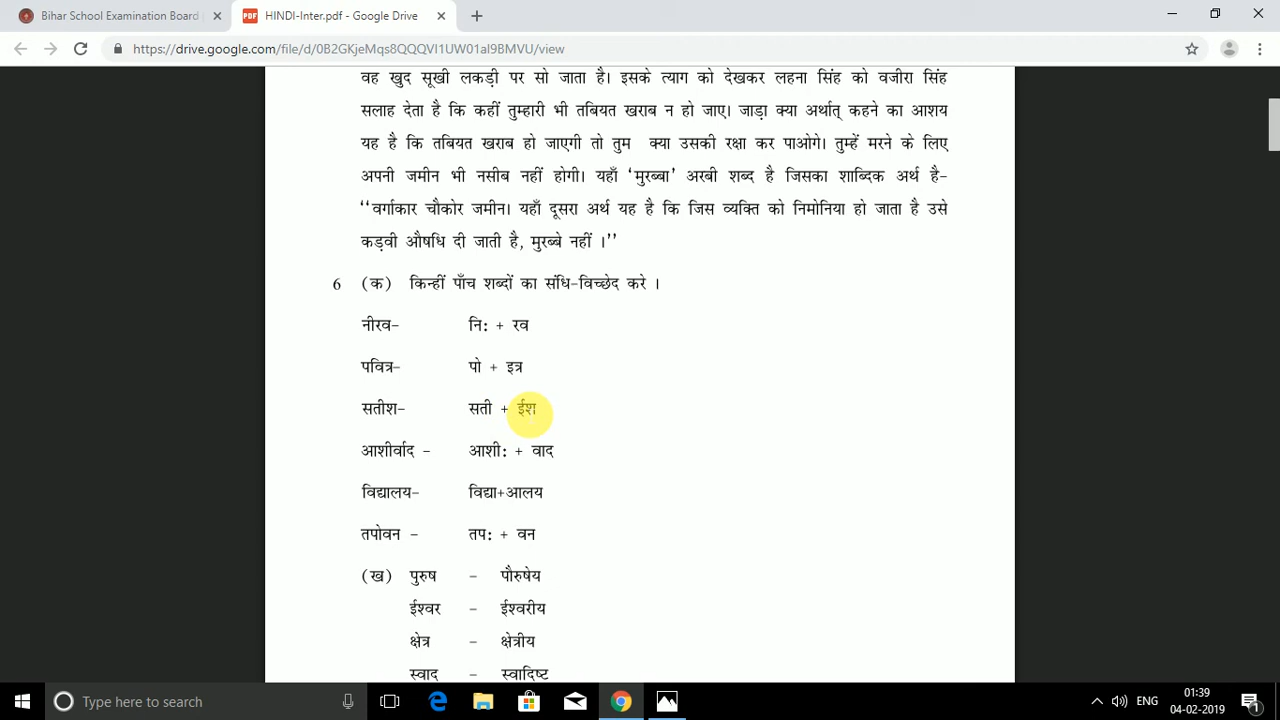 Bihar School Examination Board
HINDI-Inter.pdf - Google Drive
https://drive.google.com/file/d/0B2GKjeMqs8QQQVI1UW01aI9BMVU/view
वह खुद सूखी लकड़ी पर सो जाता है। इसके त्याग को देखकर लहना सिंह को वजीरा सिंह
सलाह देता है कि कहीं तुम्हारी भी तबियत खराब न हो जाए। जाड़ा क्या अर्थात् कहने का आशय
यह है कि तबियत खराब हो जाएगी तो तुम क्या उसकी रक्षा कर पाओगे। तुम्हें मरने के लिए
अपनी जमीन भी नसीब नहीं होगी। यहाँ ‘मुरब्बा’ अरबी शब्द है जिसका शाब्दिक अर्थ है-
‘‘वर्गाकार चौकोर जमीन। यहाँ दूसरा अर्थ यह है कि जिस व्यक्ति को निमोनिया हो जाता है उसे
कड़वी औषधि दी जाती है, मुरब्बे नहीं ।’’
6 (क) किन्हीं पाँच शब्दों का संधि-विच्छेद करे ।
नीरव- नि: + रव
पवित्र- पो + इत्र
सतीश- सती + ईश
आशीर्वाद - आशी: + वाद
विद्यालय- विद्या+आलय
तपोवन - तप: + वन
(ख) पुरुष - पौरुषेय
ईश्वर - ईश्वरीय
क्षेत्र - क्षेत्रीय
स्वाद - स्वादिष्ट
Type here to search
ENG
01:39
04-02-2019
1